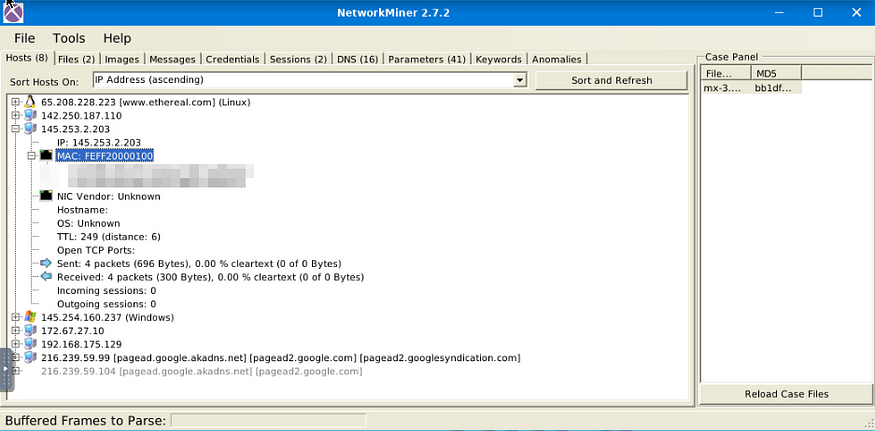 NetworkMiner 2.7.2
File Tools Help
Hosts (8) Files (2) Images Messages Credentials Sessions (2) DNS (16) Parameters (41) Keywords Anomalies
Sort Hosts On: IP Address (ascending) Sort and Refresh
65.208.228.223 [www.ethereal.com] (Linux)
142.250.187.110
145.253.2.203
IP: 145.253.2.203
MAC: FEFF20000100
NIC Vendor: Unknown
Hostname:
OS: Unknown
TTL: 249 (distance: 6)
Open TCP Ports:
Sent: 4 packets (696 Bytes), 0.00 % cleartext (0 of 0 Bytes)
Received: 4 packets (300 Bytes), 0.00 % cleartext (0 of 0 Bytes)
Incoming sessions: 0
Outgoing sessions: 0
145.254.160.237 (Windows)
172.67.27.10
192.168.175.129
216.239.59.99 [pagead.google.akadns.net] [pagead2.google.com] [pagead2.googlesyndication.com]
216.239.59.104 [pagead.google.akadns.net] [pagead2.google.com]
Case Panel
File... MD5
mx-3.... bb1df...
Reload Case Files
Buffered Frames to Parse: